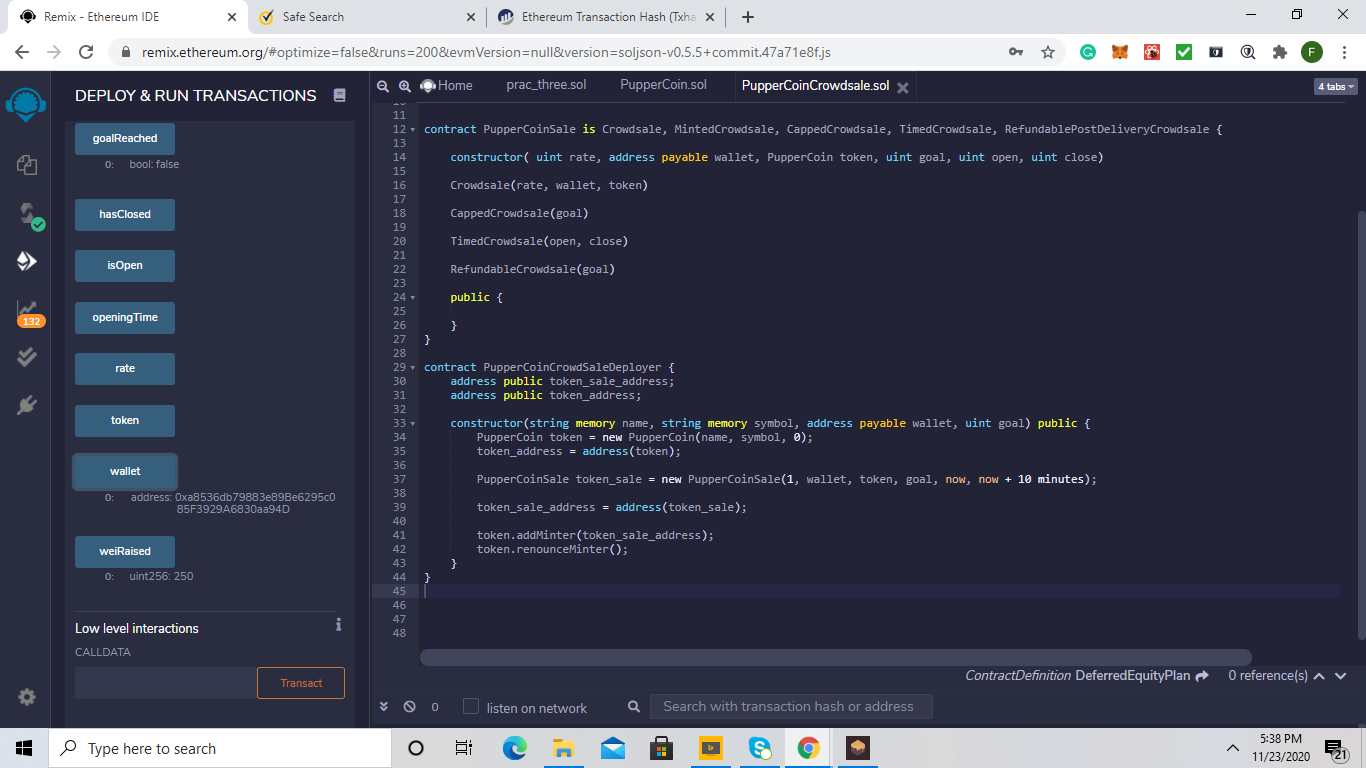 Remix - Ethereum IDE
Safe Search
Ethereum Transaction Hash (Txha
remix.ethereum.org/#optimize=false&runs=200&evmVersion=null&version=soljson-v0.5.5+commit.47a71e8f.js
F
DEPLOY & RUN TRANSACTIONS
goalReached
0: bool: false
hasClosed
isOpen
openingTime
rate
token
wallet
0: address: 0xa8536db79883e89Be6295c0
85F3929A6830aa94D
weiRaised
0: uint256: 250
Low level interactions
CALLDATA
Transact
132
Home
prac_three.sol
PupperCoin.sol
PupperCoinCrowdsale.sol
4 tabs
10
11
12 contract PupperCoinSale is Crowdsale, MintedCrowdsale, CappedCrowdsale, TimedCrowdsale, RefundablePostDeliveryCrowdsale {
13
14 constructor( uint rate, address payable wallet, PupperCoin token, uint goal, uint open, uint close)
15
16 Crowdsale(rate, wallet, token)
17
18 CappedCrowdsale(goal)
19
20 TimedCrowdsale(open, close)
21
22 RefundableCrowdsale(goal)
23
24 public {
25
26 }
27 }
28
29 contract PupperCoinCrowdSaleDeployer {
30 address public token_sale_address;
31 address public token_address;
32
33 constructor(string memory name, string memory symbol, address payable wallet, uint goal) public {
34 PupperCoin token = new PupperCoin(name, symbol, 0);
35 token_address = address(token);
36
37 PupperCoinSale token_sale = new PupperCoinSale(1, wallet, token, goal, now, now + 10 minutes);
38
39 token_sale_address = address(token_sale);
40
41 token.addMinter(token_sale_address);
42 token.renounceMinter();
43 }
44 }
45
46
47
48
ContractDefinition DeferredEquityPlan 0 reference(s)
0
listen on network
Search with transaction hash or address
Type here to search
5:38 PM
11/23/2020
21